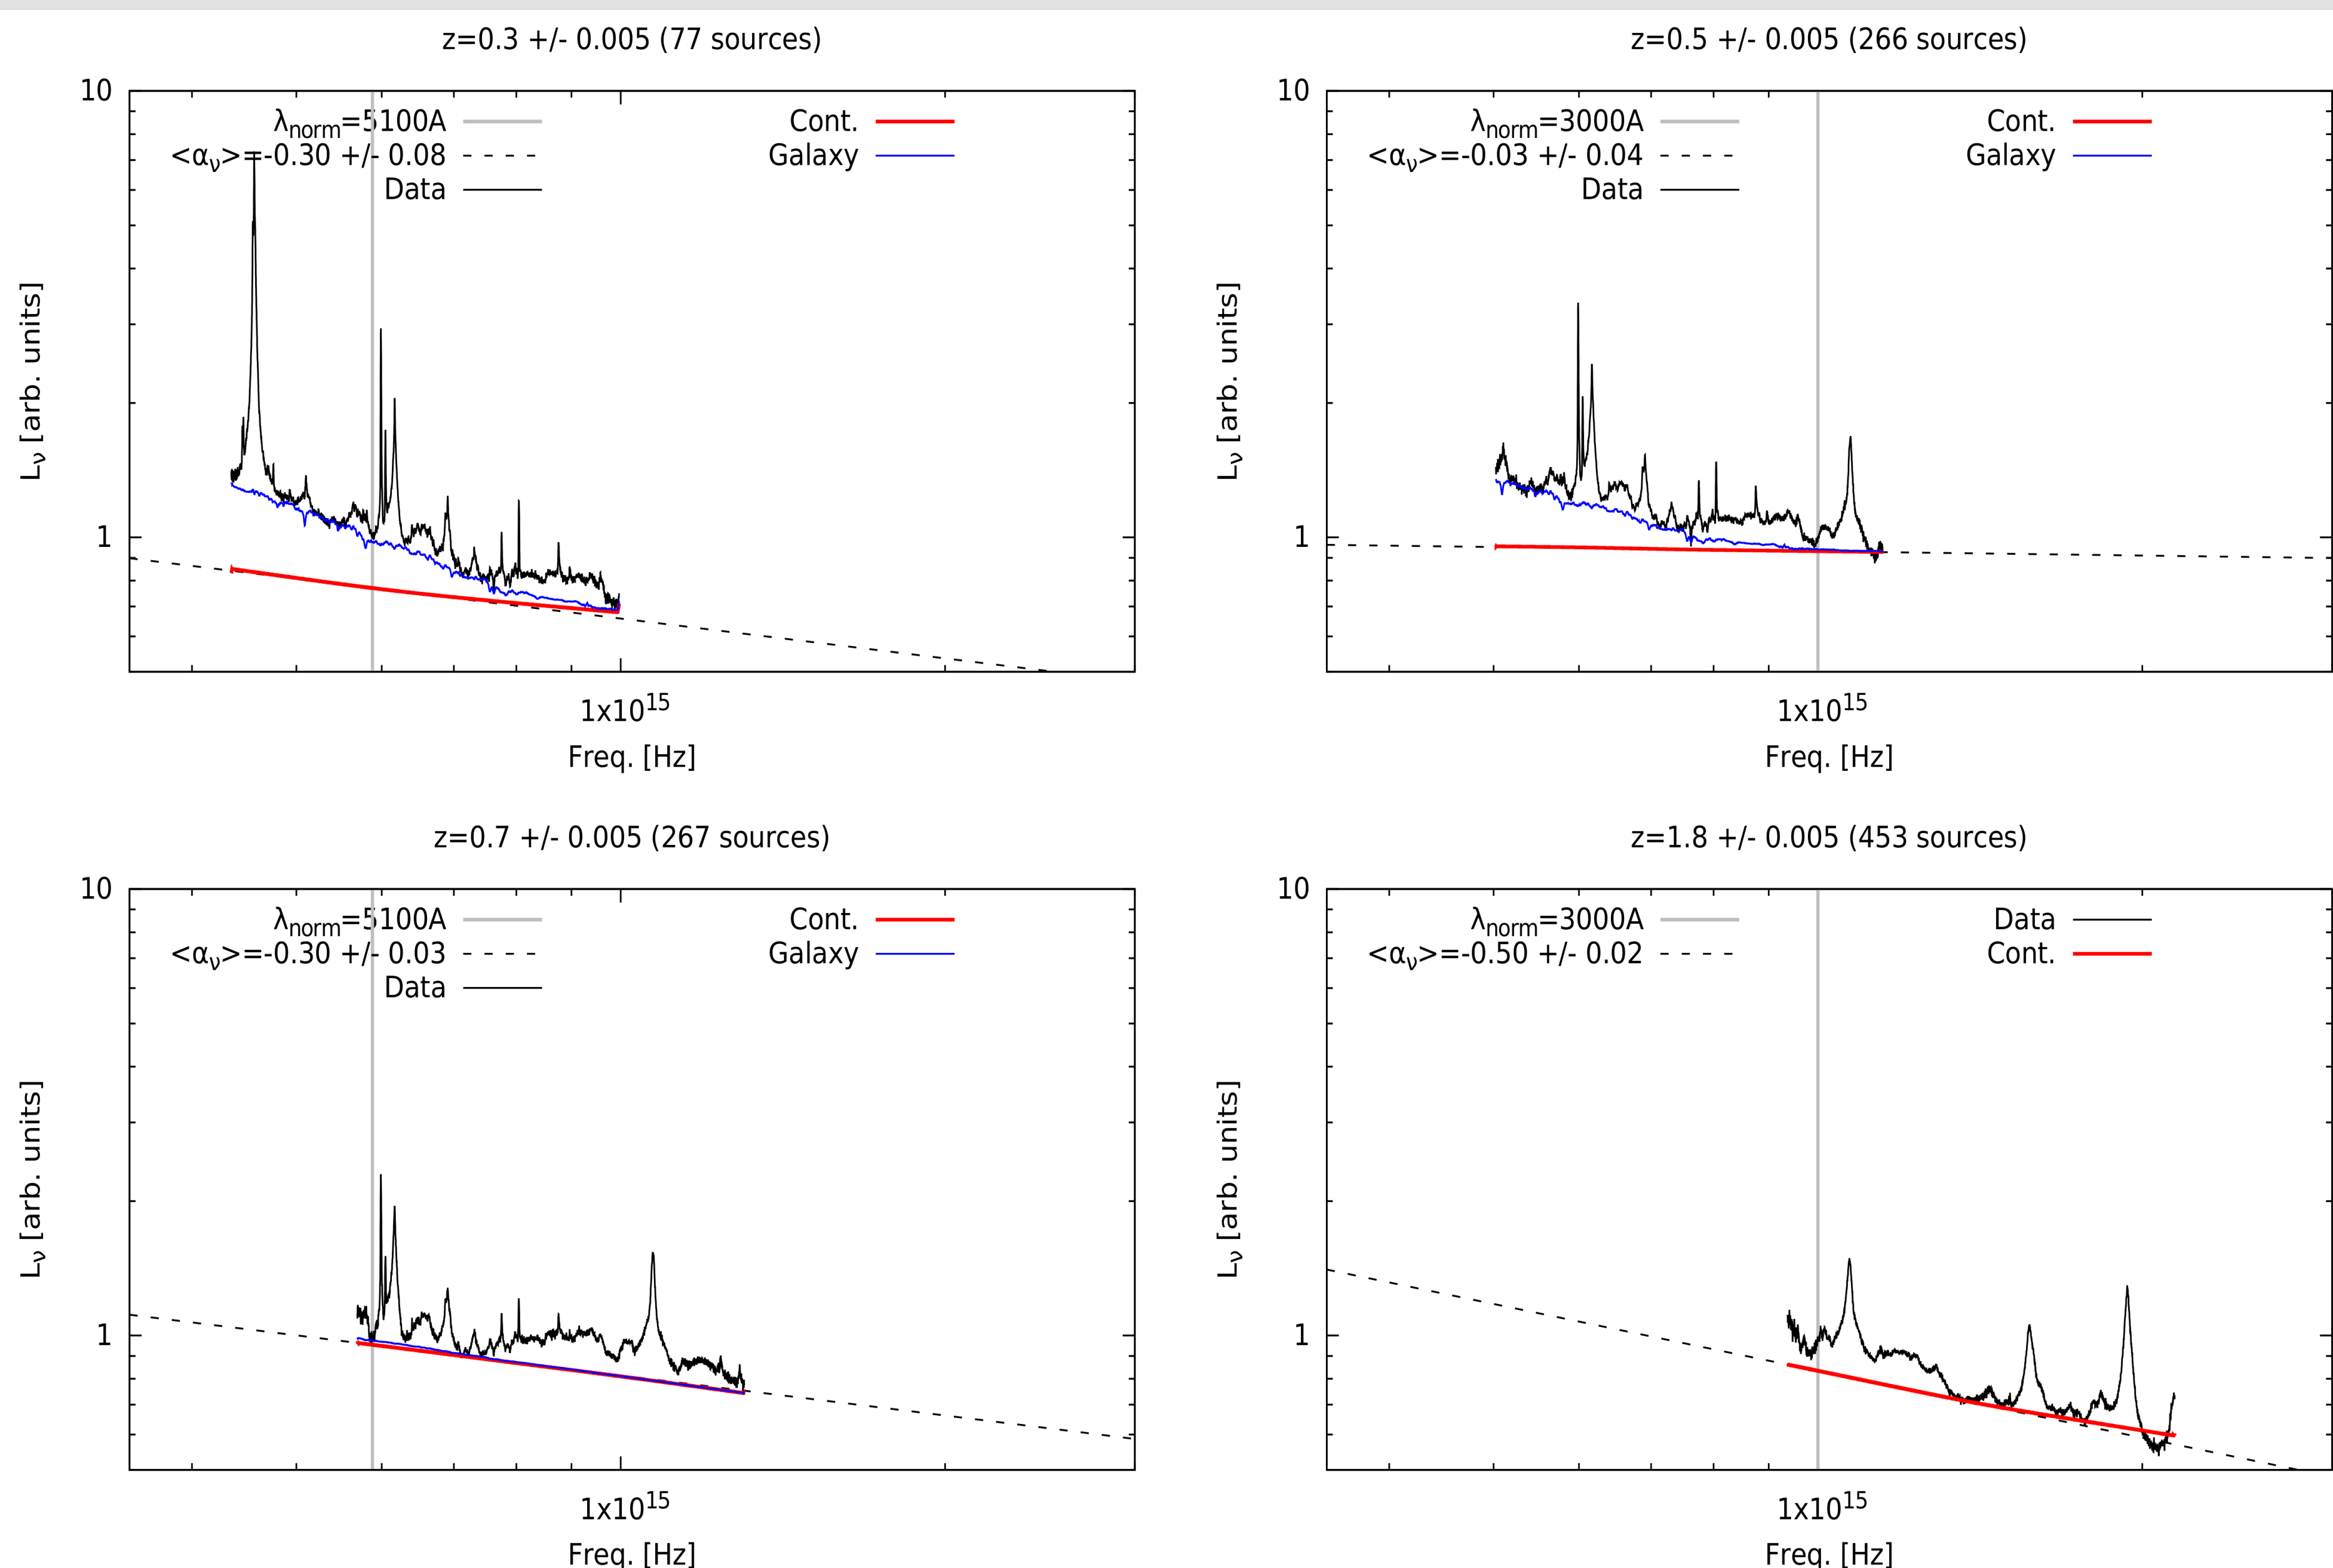 z=0.3 +/- 0.005 (77 sources)
10
1
λnorm=5100A
<αν>=-0.30 +/- 0.08
Data
Cont.
Galaxy
Lν [arb. units]
1x10^15
Freq. [Hz]
z=0.5 +/- 0.005 (266 sources)
10
1
λnorm=3000A
<αν>=-0.03 +/- 0.04
Data
Cont.
Galaxy
Lν [arb. units]
1x10^15
Freq. [Hz]
z=0.7 +/- 0.005 (267 sources)
10
1
λnorm=5100A
<αν>=-0.30 +/- 0.03
Data
Cont.
Galaxy
Lν [arb. units]
1x10^15
Freq. [Hz]
z=1.8 +/- 0.005 (453 sources)
10
1
λnorm=3000A
<αν>=-0.50 +/- 0.02
Data
Cont.
Lν [arb. units]
1x10^15
Freq. [Hz]